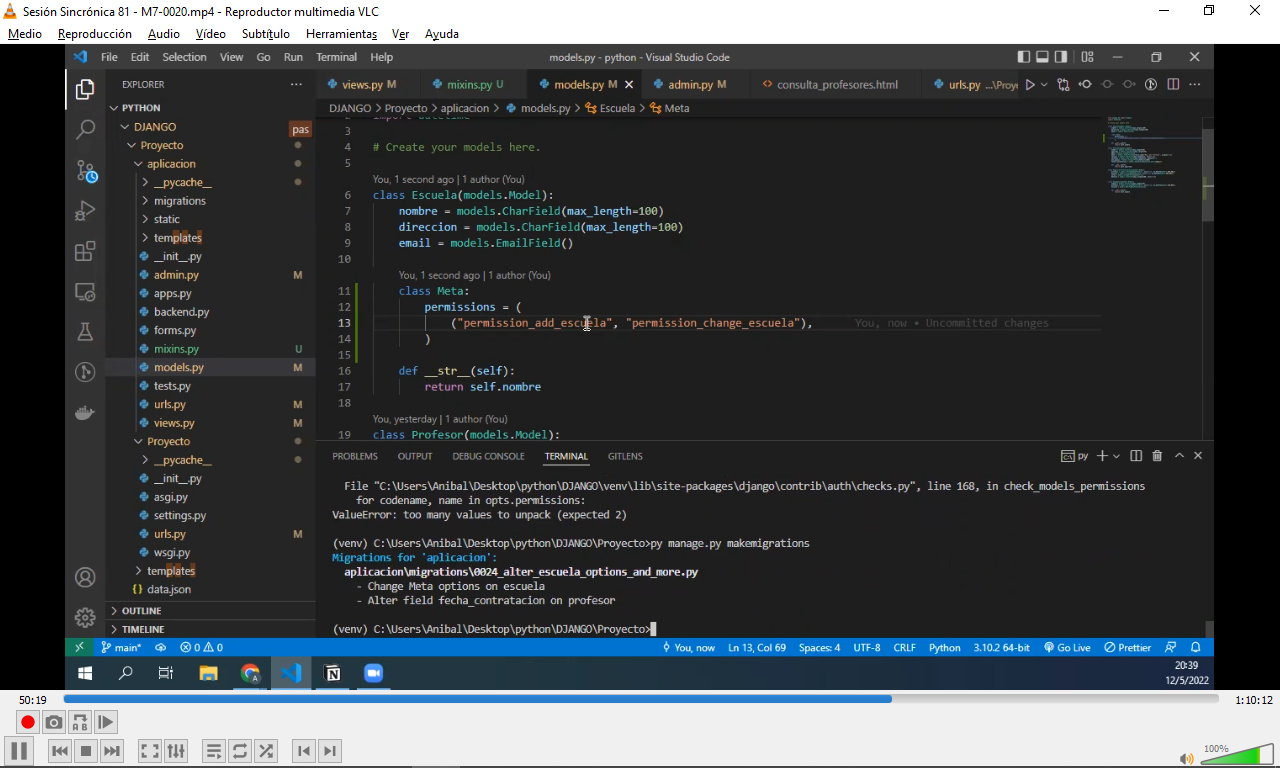 Sesión Sincrónica 81 - M7-0020.mp4 - Reproductor multimedia VLC
Medio Reproducción Audio Vídeo Subtítulo Herramientas Ver Ayuda
File Edit Selection View Go Run Terminal Help
models.py - python - Visual Studio Code
EXPLORER
views.py M mixins.py U models.py M admin.py M consulta_profesores.html urls.py ...\Proye
DJANGO > Proyecto > aplicacion > models.py > Escuela > Meta
PYTHON
DJANGO
pas
Proyecto
aplicacion
__pycache__
migrations
static
templates
__init__.py
admin.py M
apps.py
backend.py
forms.py
mixins.py U
models.py M
tests.py
urls.py M
views.py M
Proyecto
__pycache__
__init__.py
asgi.py
settings.py
urls.py M
wsgi.py
templates
data.json
OUTLINE
TIMELINE
2 import datetime
3
4 # Create your models here.
5
You, 1 second ago | 1 author (You)
6 class Escuela(models.Model):
7 nombre = models.CharField(max_length=100)
8 direccion = models.CharField(max_length=100)
9 email = models.EmailField()
10
You, 1 second ago | 1 author (You)
11 class Meta:
12 permissions = (
13 ("permission_add_escuela", "permission_change_escuela"), You, now • Uncommitted changes
14 )
15
16 def __str__(self):
17 return self.nombre
18
You, yesterday | 1 author (You)
19 class Profesor(models.Model):
PROBLEMS OUTPUT DEBUG CONSOLE TERMINAL GITLENS
py
File "C:\Users\Anibal\Desktop\python\DJANGO\venv\lib\site-packages\django\contrib\auth\checks.py", line 168, in check_models_permissions
for codename, name in opts.permissions:
ValueError: too many values to unpack (expected 2)
(venv) C:\Users\Anibal\Desktop\python\DJANGO\Proyecto>py manage.py makemigrations
Migrations for 'aplicacion':
aplicacion\migrations\0024_alter_escuela_options_and_more.py
- Change Meta options on escuela
- Alter field fecha_contratacion on profesor
(venv) C:\Users\Anibal\Desktop\python\DJANGO\Proyecto>
main* 0 0 You, now Ln 13, Col 69 Spaces: 4 UTF-8 CRLF Python 3.10.2 64-bit Go Live Prettier
20:39
12/5/2022
50:19 1:10:12
A B
100%